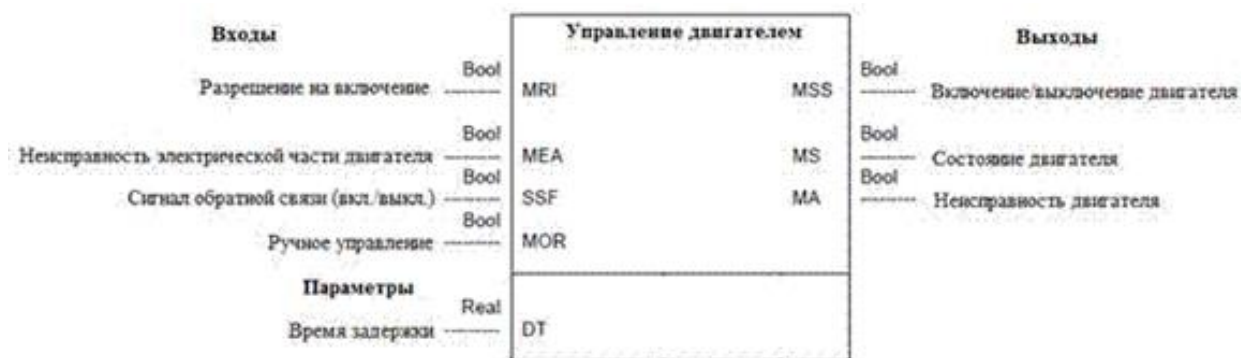 Входы
Управление двигателем
Выходы
Bool
Bool
Разрешение на включение
MRI
MSS
Включение/выключение двигателя
Bool
Bool
Неисправность электрической части двигателя
MEA
MS
Состояние двигателя
Bool
Bool
Сигнал обратной связи (вкл./выкл.)
SSF
MA
Неисправность двигателя
Bool
Ручное управление
MOR
Параметры
Real
Время задержки
DT